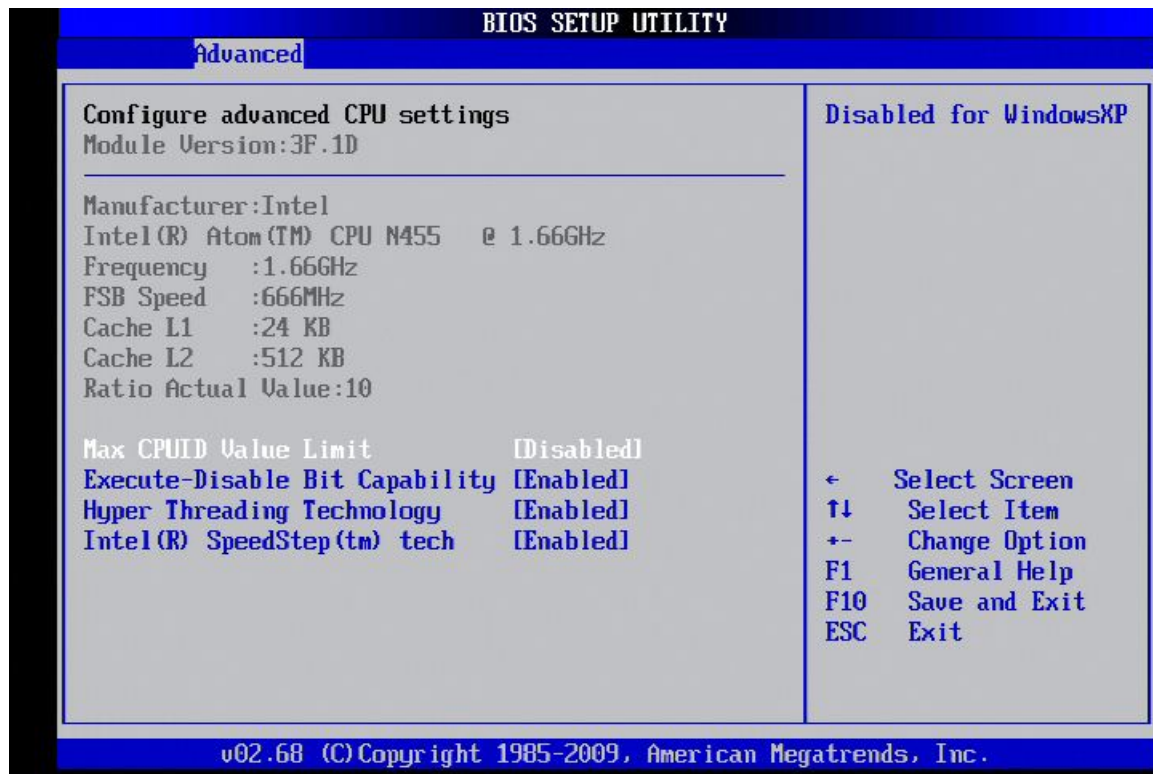 BIOS SETUP UTILITY
Advanced
Configure advanced CPU settings
Module Version:3F.1D
Manufacturer:Intel
Intel(R) Atom(TM) CPU N455   @ 1.66GHz
Frequency   :1.66GHz
FSB Speed   :666MHz
Cache L1    :24 KB
Cache L2    :512 KB
Ratio Actual Value:10
Max CPUID Value Limit   [Disabled]
Execute-Disable Bit Capability [Enabled]
Hyper Threading Technology   [Enabled]
Intel(R) SpeedStep(tm) tech   [Enabled]
Disabled for WindowsXP
←   Select Screen
↑↓   Select Item
+-   Change Option
F1   General Help
F10   Save and Exit
ESC   Exit
v02.68 (C)Copyright 1985-2009, American Megatrends, Inc.